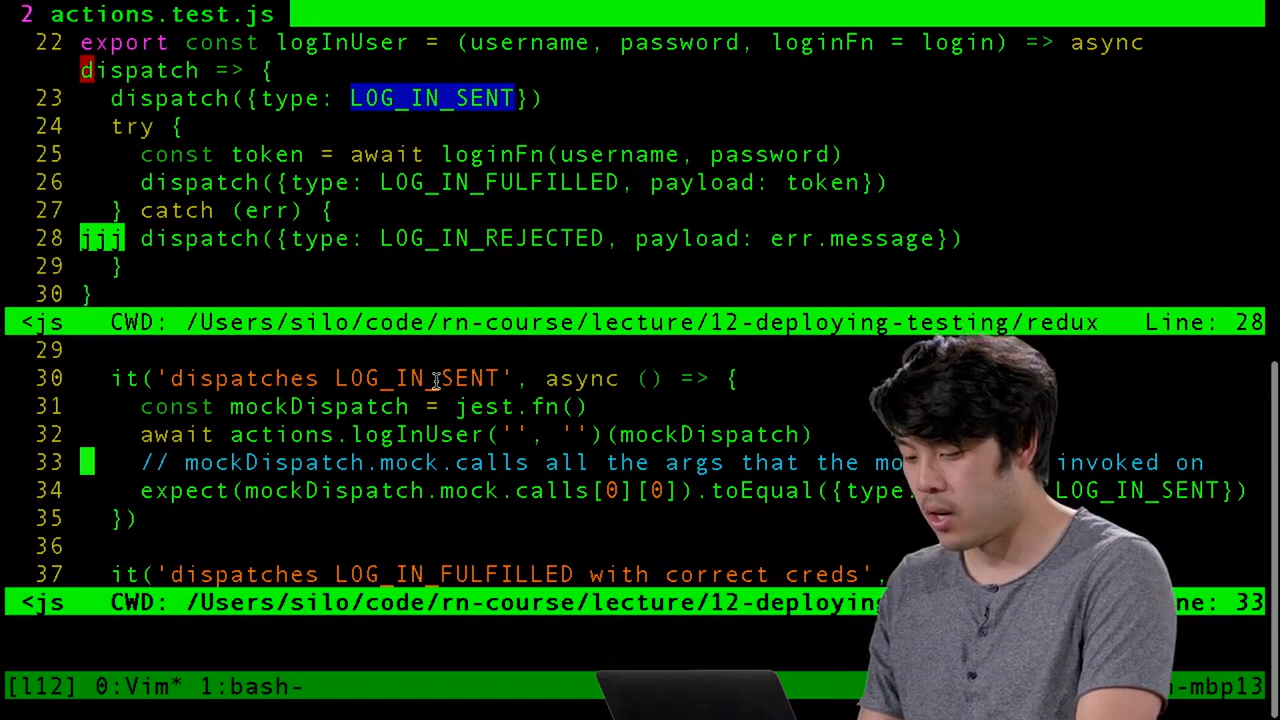 2 actions.test.js
22 export const logInUser = (username, password, loginFn = login) => async
dispatch => {
23 dispatch({type: LOG_IN_SENT})
24 try {
25 const token = await loginFn(username, password)
26 dispatch({type: LOG_IN_FULFILLED, payload: token})
27 } catch (err) {
28 jjj dispatch({type: LOG_IN_REJECTED, payload: err.message})
29 }
30 }
<js CWD: /Users/silo/code/rn-course/lecture/12-deploying-testing/redux Line: 28
29
30 it('dispatches LOG_IN_SENT', async () => {
31 const mockDispatch = jest.fn()
32 await actions.logInUser('', '')(mockDispatch)
33 // mockDispatch.mock.calls all the args that the mo invoked on
34 expect(mockDispatch.mock.calls[0][0]).toEqual({type: LOG_IN_SENT})
35 })
36
37 it('dispatches LOG_IN_FULFILLED with correct creds',
<js CWD: /Users/silo/code/rn-course/lecture/12-deploying ne: 33
[l12] 0:Vim* 1:bash- -mbp13